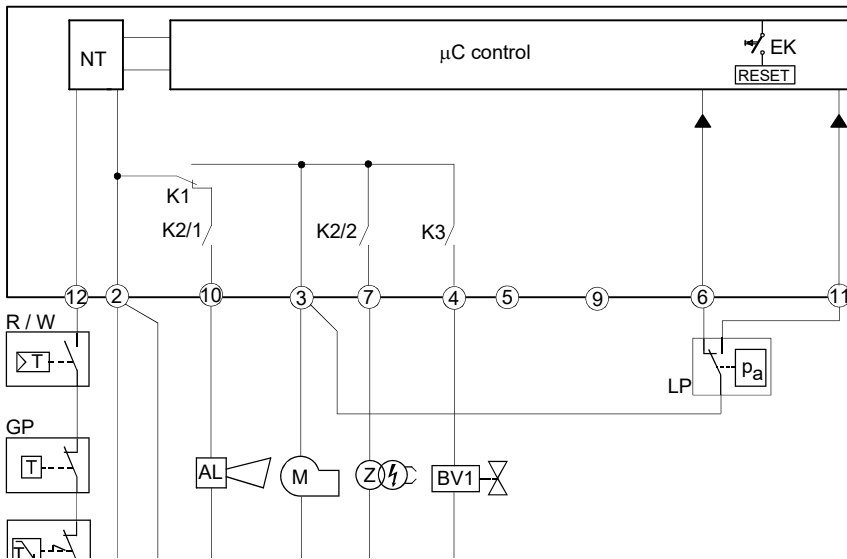 NT
μC control
EK
RESET
K1
K2/1
K2/2
K3
12 2 10 3 7 4 5 9 6 11
R / W
T
LP
pa
GP
T
AL
M
Z
BV1
T